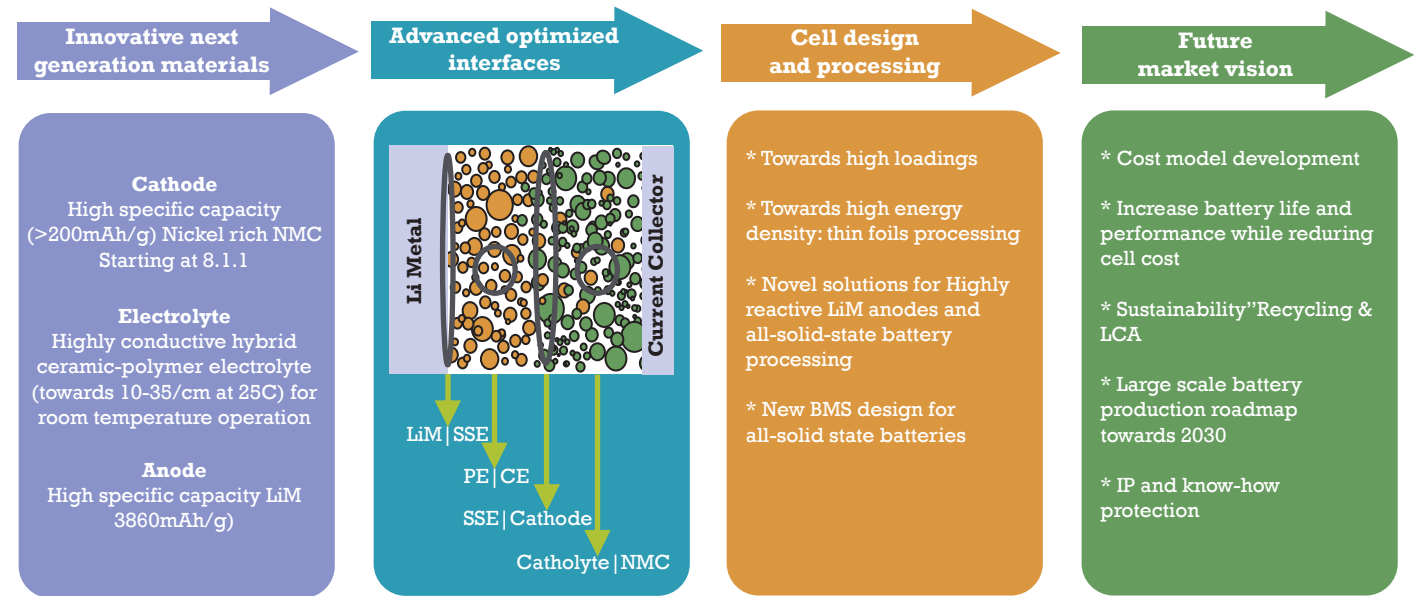 Innovative next
generation materials
Advanced optimized
interfaces
Cell design
and processing
Future
market vision
Cathode
High specific capacity
(>200mAh/g) Nickel rich NMC
Starting at 8.1.1
Electrolyte
Highly conductive hybrid
ceramic-polymer electrolyte
(towards 10-35/cm at 25C) for
room temperature operation
Anode
High specific capacity LiM
3860mAh/g)
Li Metal
Current Collector
LiM|SSE
PE|CE
SSE|Cathode
Catholyte|NMC
* Towards high loadings
* Towards high energy
density: thin foils processing
* Novel solutions for Highly
reactive LiM anodes and
all-solid-state battery
processing
* New BMS design for
all-solid state batteries
* Cost model development
* Increase battery life and
performance while reduring
cell cost
* Sustainability”Recycling &
LCA
* Large scale battery
production roadmap
towards 2030
* IP and know-how
protection